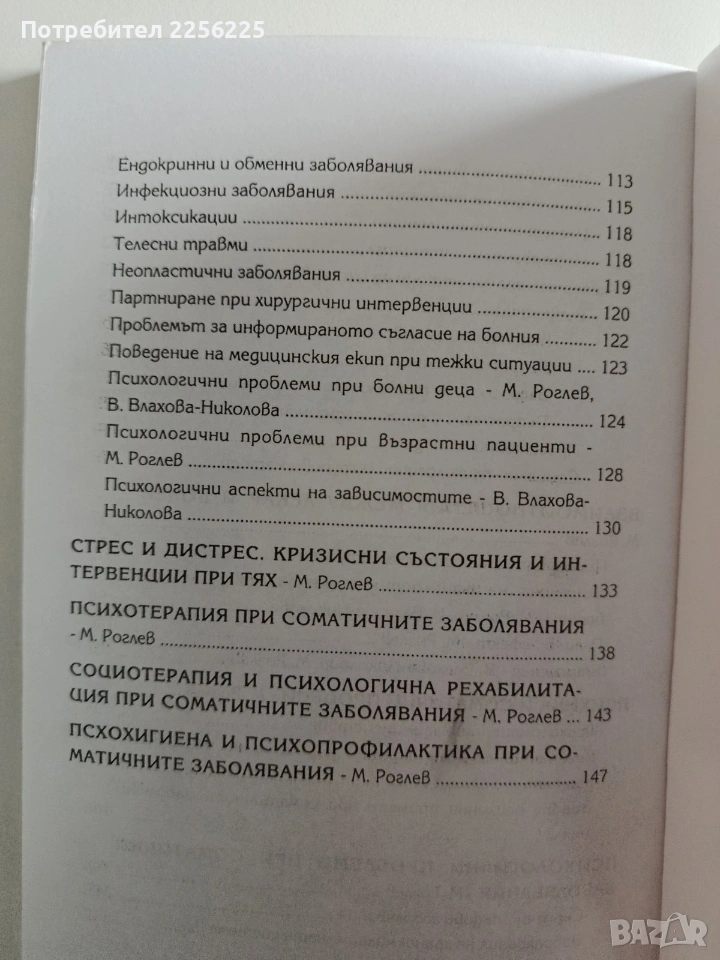 Потребител 2256225
Ендокринни и обменни заболявания ........ 113
Инфекциозни заболявания ........ 115
Интоксикации ........ 118
Телесни травми ........ 118
Неопластични заболявания ........ 119
Партниране при хирургични интервенции ........ 120
Проблемът за информираното съгласие на болния ........ 122
Поведение на медицинския екип при тежки ситуации .... 123
Психологични проблеми при болни деца - М. Роглев,
В. Влахова-Николова ........ 124
Психологични проблеми при възрастни пациенти -
М. Роглев ........ 128
Психологични аспекти на зависимостите - В. Влахова-
Николова ........ 130
СТРЕС И ДИСТРЕС. КРИЗИСНИ СЪСТОЯНИЯ И ИН-
ТЕРВЕНЦИИ ПРИ ТЯХ - М. Роглев ........ 133
ПСИХОТЕРАПИЯ ПРИ СОМАТИЧНИТЕ ЗАБОЛЯВАНИЯ
- М. Роглев ........ 138
СОЦИОТЕРАПИЯ И ПСИХОЛОГИЧНА РЕХАБИЛИТА-
ЦИЯ ПРИ СОМАТИЧНИТЕ ЗАБОЛЯВАНИЯ - М. Роглев ... 143
ПСХОХИГИЕНА И ПСИХОПРОФИЛАКТИКА ПРИ СО-
МАТИЧНИТЕ ЗАБОЛЯВАНИЯ - М. Роглев ........ 147
BAZAR